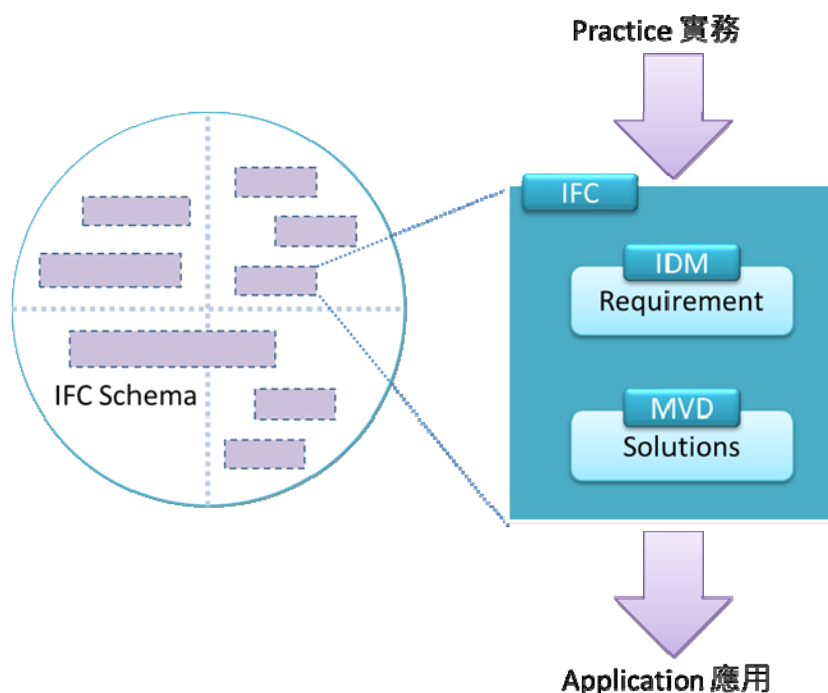 Practice 實務
IFC
IDM
Requirement
IFC Schema
MVD
Solutions
Application 應用